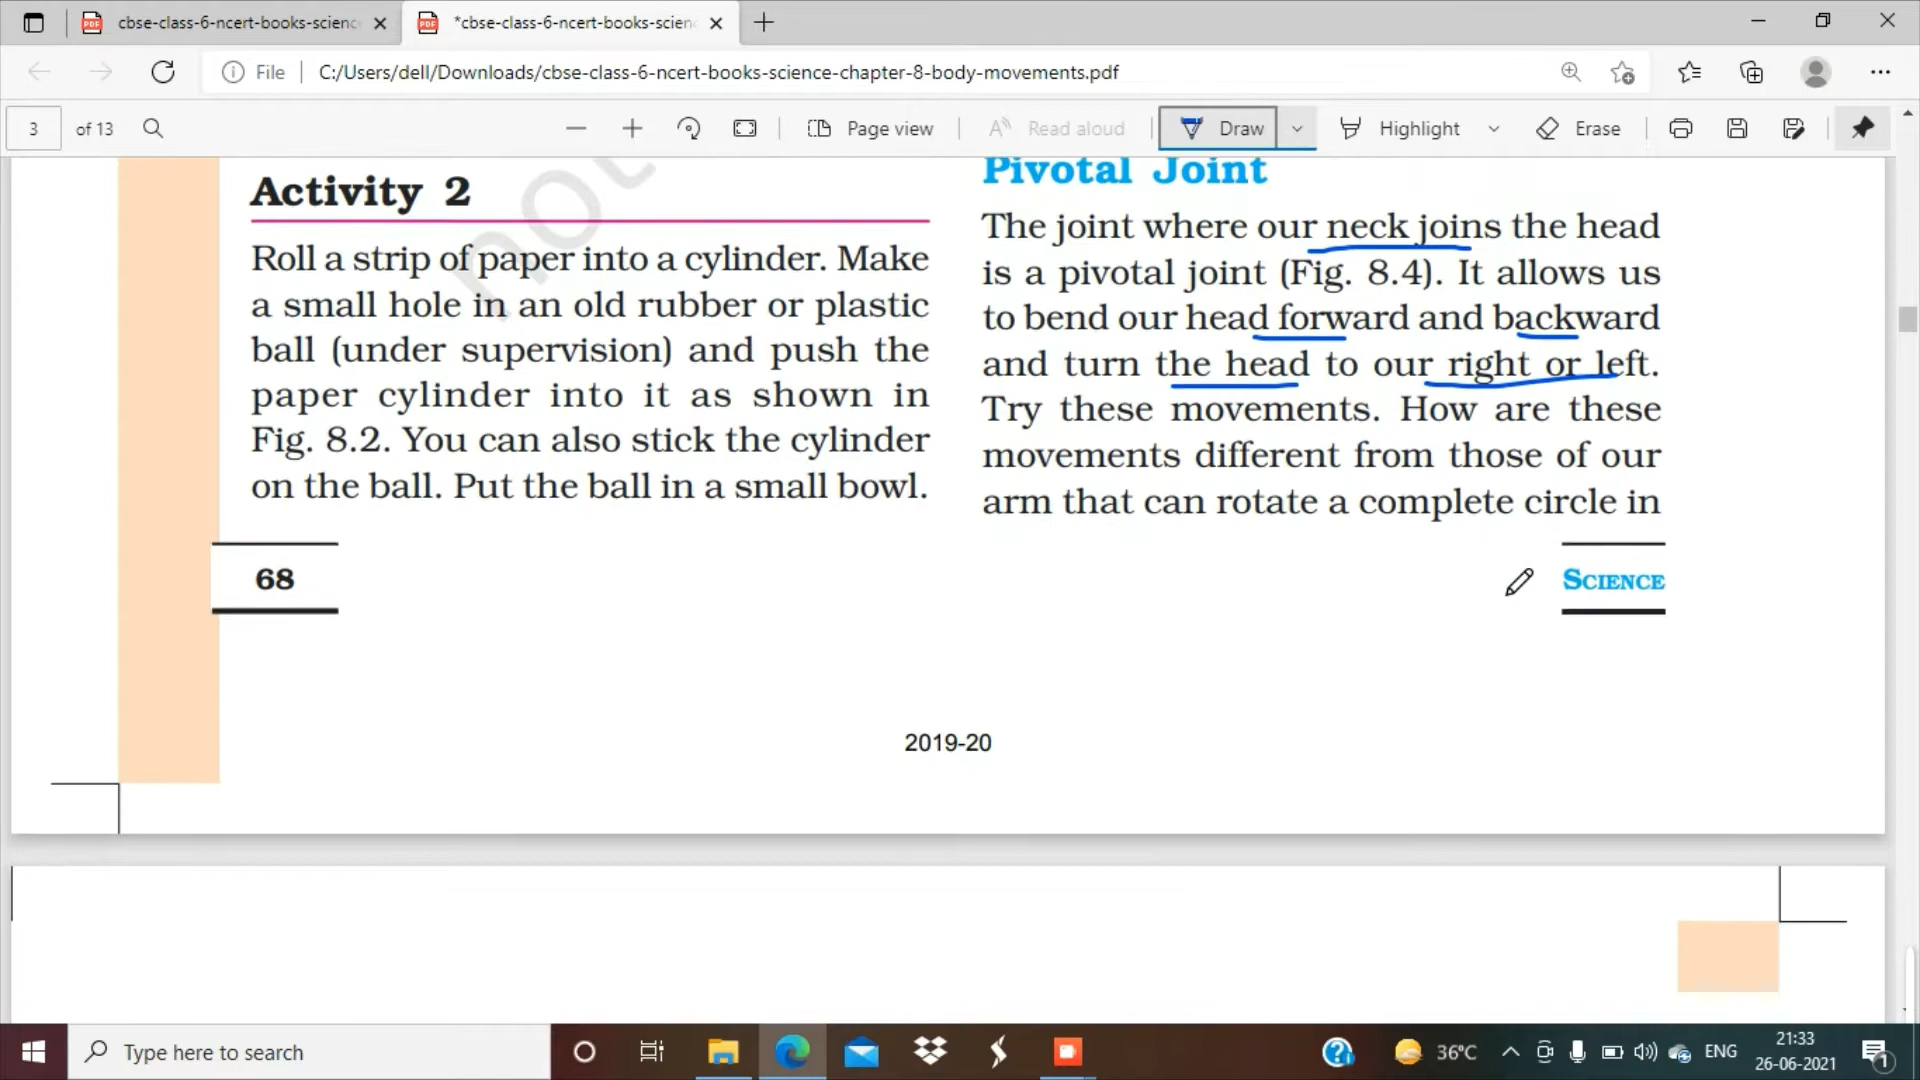 cbse-class-6-ncert-books-scienc
*cbse-class-6-ncert-books-scien
File
C:/Users/dell/Downloads/cbse-class-6-ncert-books-science-chapter-8-body-movements.pdf
3 of 13
Page view
Read aloud
Draw
Highlight
Erase
not
Activity 2
Roll a strip of paper into a cylinder. Make
a small hole in an old rubber or plastic
ball (under supervision) and push the
paper cylinder into it as shown in
Fig. 8.2. You can also stick the cylinder
on the ball. Put the ball in a small bowl.
Pivotal Joint
The joint where our neck joins the head
is a pivotal joint (Fig. 8.4). It allows us
to bend our head forward and backward
and turn the head to our right or left.
Try these movements. How are these
movements different from those of our
arm that can rotate a complete circle in
68
SCIENCE
2019-20
Type here to search
36°C
ENG
21:33
26-06-2021
1